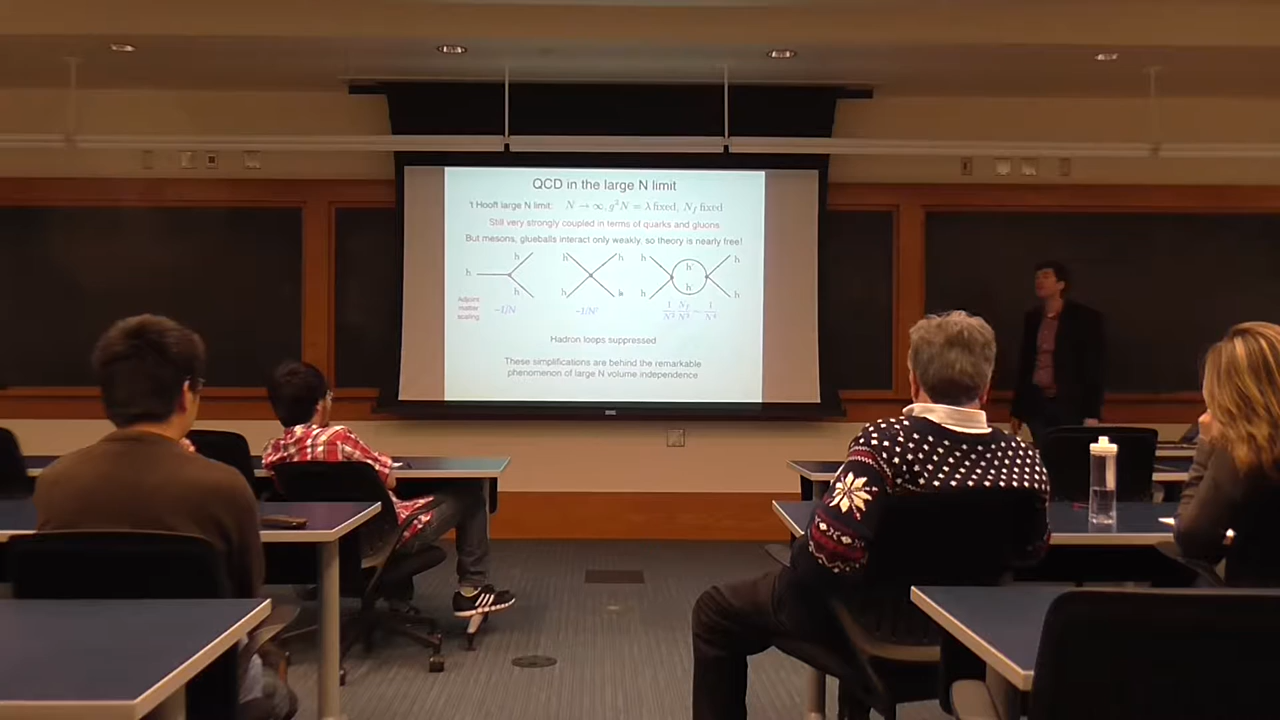 QCD in the large N limit
't Hooft large N limit: N → ∞, g²N = λ fixed, N_f fixed
Still very strongly coupled in terms of quarks and gluons
But mesons, glueballs interact only weakly, so theory is nearly free!
h h h h h h
h h
h h h h h h
Adjoint matter scaling
~1/N ~1/N²
Hadron loops suppressed
These simplifications are behind the remarkable
phenomenon of large N volume independence